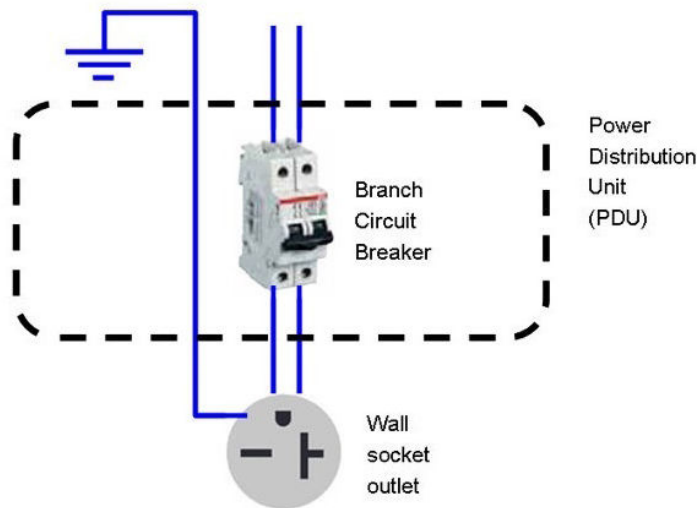 Power
Distribution
Unit
(PDU)
Branch
Circuit
Breaker
Wall
socket
outlet